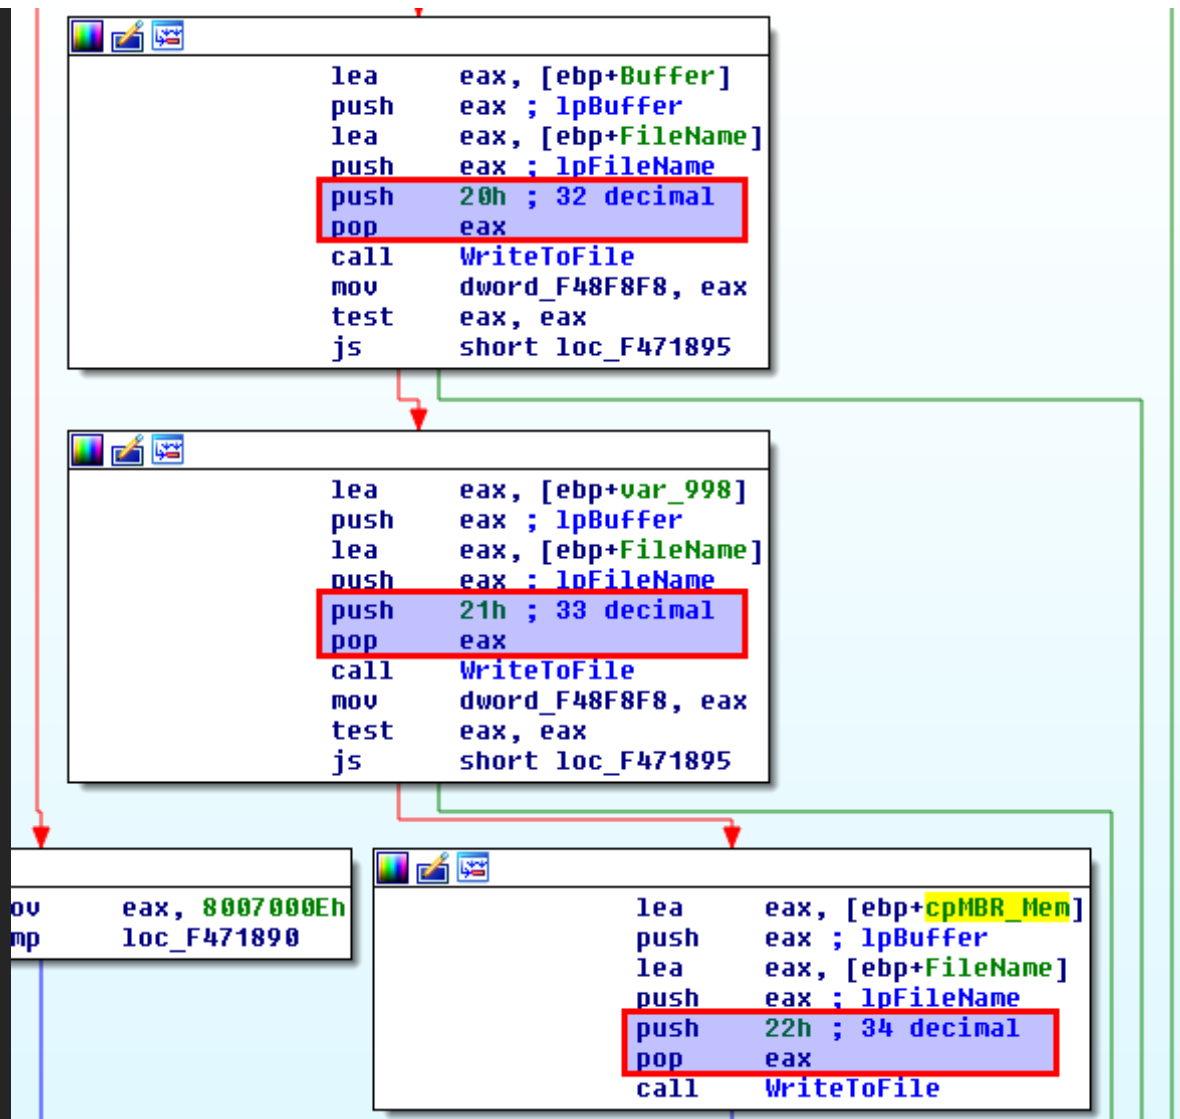 lea eax, [ebp+Buffer]
push eax ; lpBuffer
lea eax, [ebp+FileName]
push eax ; lpFileName
push 20h ; 32 decimal
pop eax
call WriteToFile
mov dword_F48F8F8, eax
test eax, eax
js short loc_F471895
lea eax, [ebp+var_998]
push eax ; lpBuffer
lea eax, [ebp+FileName]
push eax ; lpFileName
push 21h ; 33 decimal
pop eax
call WriteToFile
mov dword_F48F8F8, eax
test eax, eax
js short loc_F471895
ov eax, 8007000Eh
mp loc_F471890
lea eax, [ebp+cpMBR_Mem]
push eax ; lpBuffer
lea eax, [ebp+FileName]
push eax ; lpFileName
push 22h ; 34 decimal
pop eax
call WriteToFile